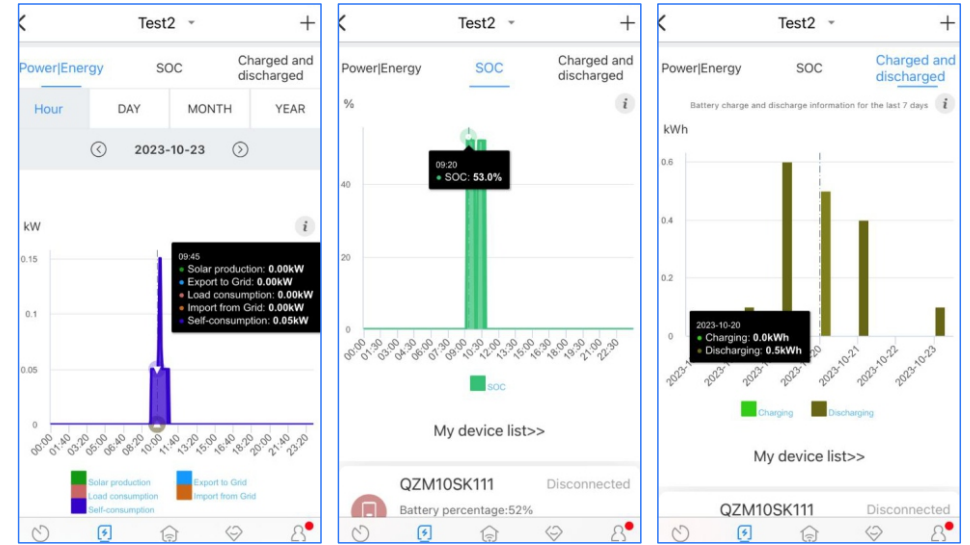 Test2
Power|Energy
SOC
Charged and
discharged
Hour
DAY
MONTH
YEAR
2023-10-23
kW
i
0.15
0.1
0.05
0
09:45
Solar production: 0.00kW
Export to Grid: 0.00kW
Load consumption: 0.00kW
Import from Grid: 0.00kW
Self-consumption: 0.05kW
00:00 01:40 03:20 05:00 06:40 08:20 10:00 11:40 13:20 15:00 16:40 18:20 20:00 21:40 23:20
Solar production
Export to Grid
Load consumption
Import from Grid
Self-consumption
Test2
Power|Energy
SOC
Charged and
discharged
%
i
40
20
0
09:20
SOC: 53.0%
00:00 01:30 03:00 04:30 06:00 07:30 09:00 10:30 12:00 13:30 15:00 16:30 18:00 19:30 21:00 22:30
SOC
My device list>>
QZM10SK111
Disconnected
Battery percentage:52%
Test2
Power|Energy
SOC
Charged and
discharged
Battery charge and discharge information for the last 7 days
i
kWh
0.6
0.4
0.2
0
2023-10-20
Charging: 0.0kWh
Discharging: 0.5kWh
2023-10-21 2023-10-22 2023-10-23
Charging
Discharging
My device list>>
QZM10SK111
Disconnected